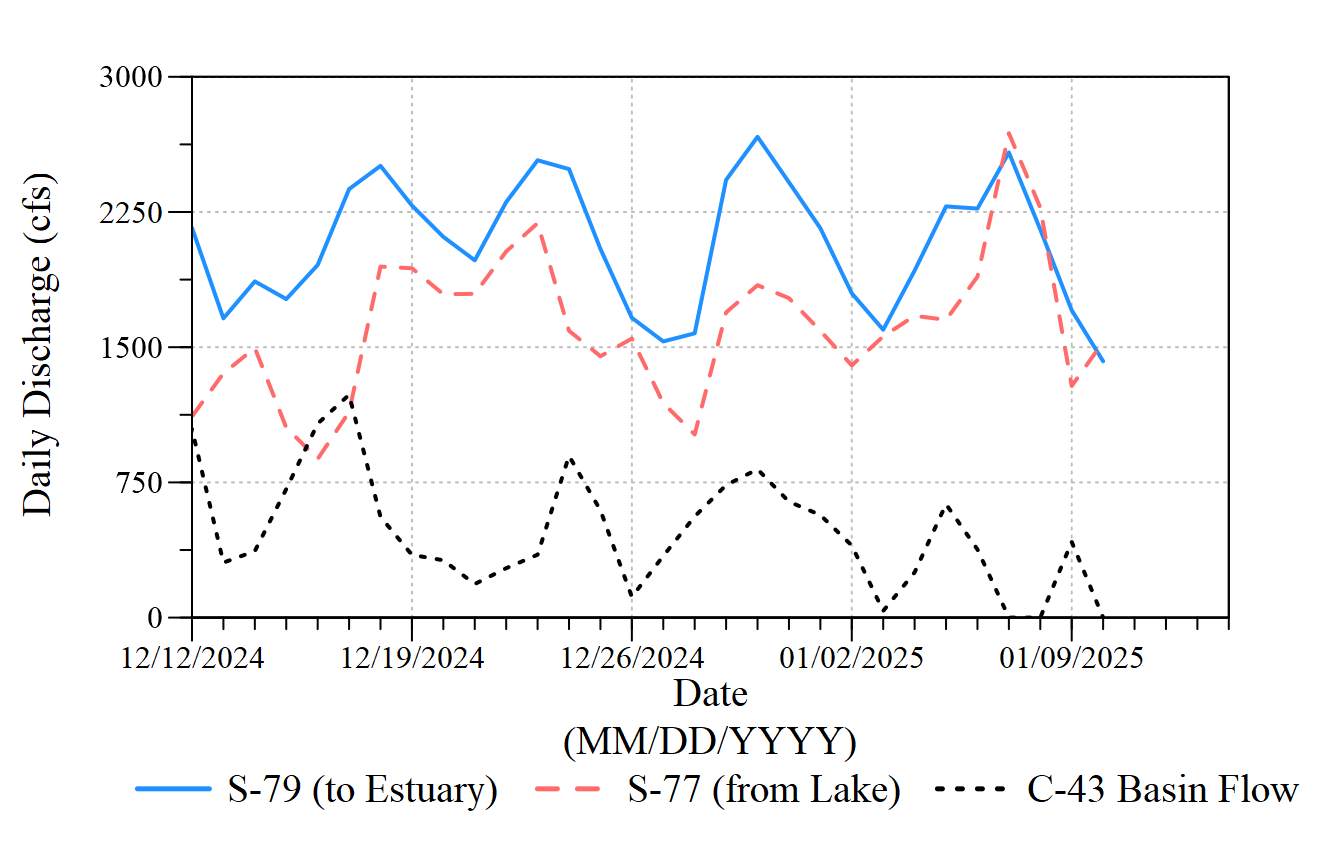 3000
2250
1500
750
0
Daily Discharge (cfs)
12/12/2024 12/19/2024 12/26/2024 01/02/2025 01/09/2025
Date
(MM/DD/YYYY)
S-79 (to Estuary) S-77 (from Lake) C-43 Basin Flow